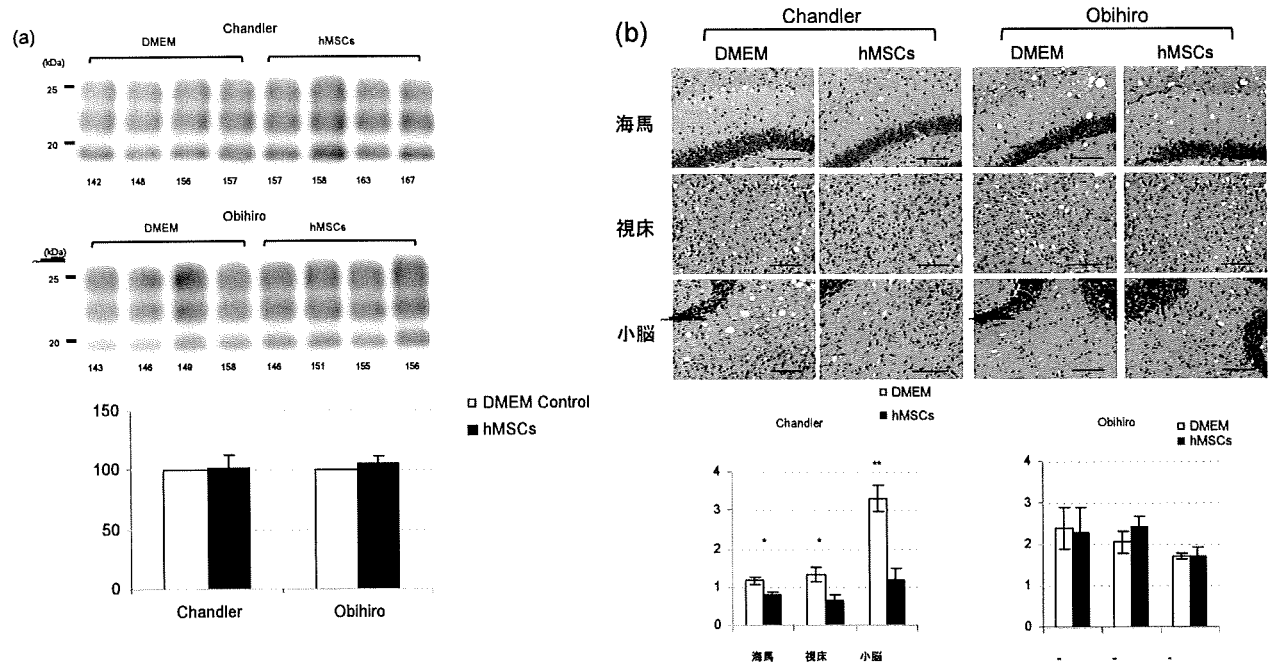 (a)
Chandler
DMEM hMSCs
(kDa)
25
20
142 148 156 157 157 158 163 167
Obihiro
DMEM hMSCs
(kDa)
25
20
143 146 149 158 146 151 155 156
150
100
50
0
Chandler Obihiro
DMEM Control
hMSCs
(b)
Chandler Obihiro
DMEM hMSCs DMEM hMSCs
海馬
視床
小脳
DMEM
hMSCs
Chandler
4
3
2
1
0
* * **
海馬 視床 小脳
Obihiro
DMEM
hMSCs
4
3
2
1
0
- - -